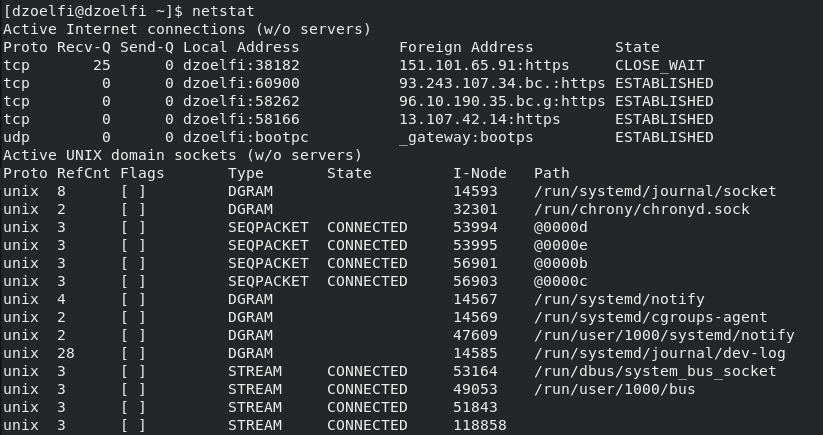 [dzoelfi@dzoelfi ~]$ netstat
Active Internet connections (w/o servers)
Proto Recv-Q Send-Q Local Address           Foreign Address         State
tcp       25      0 dzoelfi:38182           151.101.65.91:https     CLOSE_WAIT
tcp        0      0 dzoelfi:60900           93.243.107.34.bc.:https ESTABLISHED
tcp        0      0 dzoelfi:58262           96.10.190.35.bc.g:https ESTABLISHED
tcp        0      0 dzoelfi:58166           13.107.42.14:https      ESTABLISHED
udp        0      0 dzoelfi:bootpc          _gateway:bootps         ESTABLISHED
Active UNIX domain sockets (w/o servers)
Proto RefCnt Flags       Type       State         I-Node   Path
unix  8      [ ]         DGRAM                    14593    /run/systemd/journal/socket
unix  2      [ ]         DGRAM                    32301    /run/chrony/chronyd.sock
unix  3      [ ]         SEQPACKET  CONNECTED     53994    @0000d
unix  3      [ ]         SEQPACKET  CONNECTED     53995    @0000e
unix  3      [ ]         SEQPACKET  CONNECTED     56901    @0000b
unix  3      [ ]         SEQPACKET  CONNECTED     56903    @0000c
unix  4      [ ]         DGRAM                    14567    /run/systemd/notify
unix  2      [ ]         DGRAM                    14569    /run/systemd/cgroups-agent
unix  2      [ ]         DGRAM                    47609    /run/user/1000/systemd/notify
unix  28     [ ]         DGRAM                    14585    /run/systemd/journal/dev-log
unix  3      [ ]         STREAM     CONNECTED     53164    /run/dbus/system_bus_socket
unix  3      [ ]         STREAM     CONNECTED     49053    /run/user/1000/bus
unix  3      [ ]         STREAM     CONNECTED     51843
unix  3      [ ]         STREAM     CONNECTED     118858